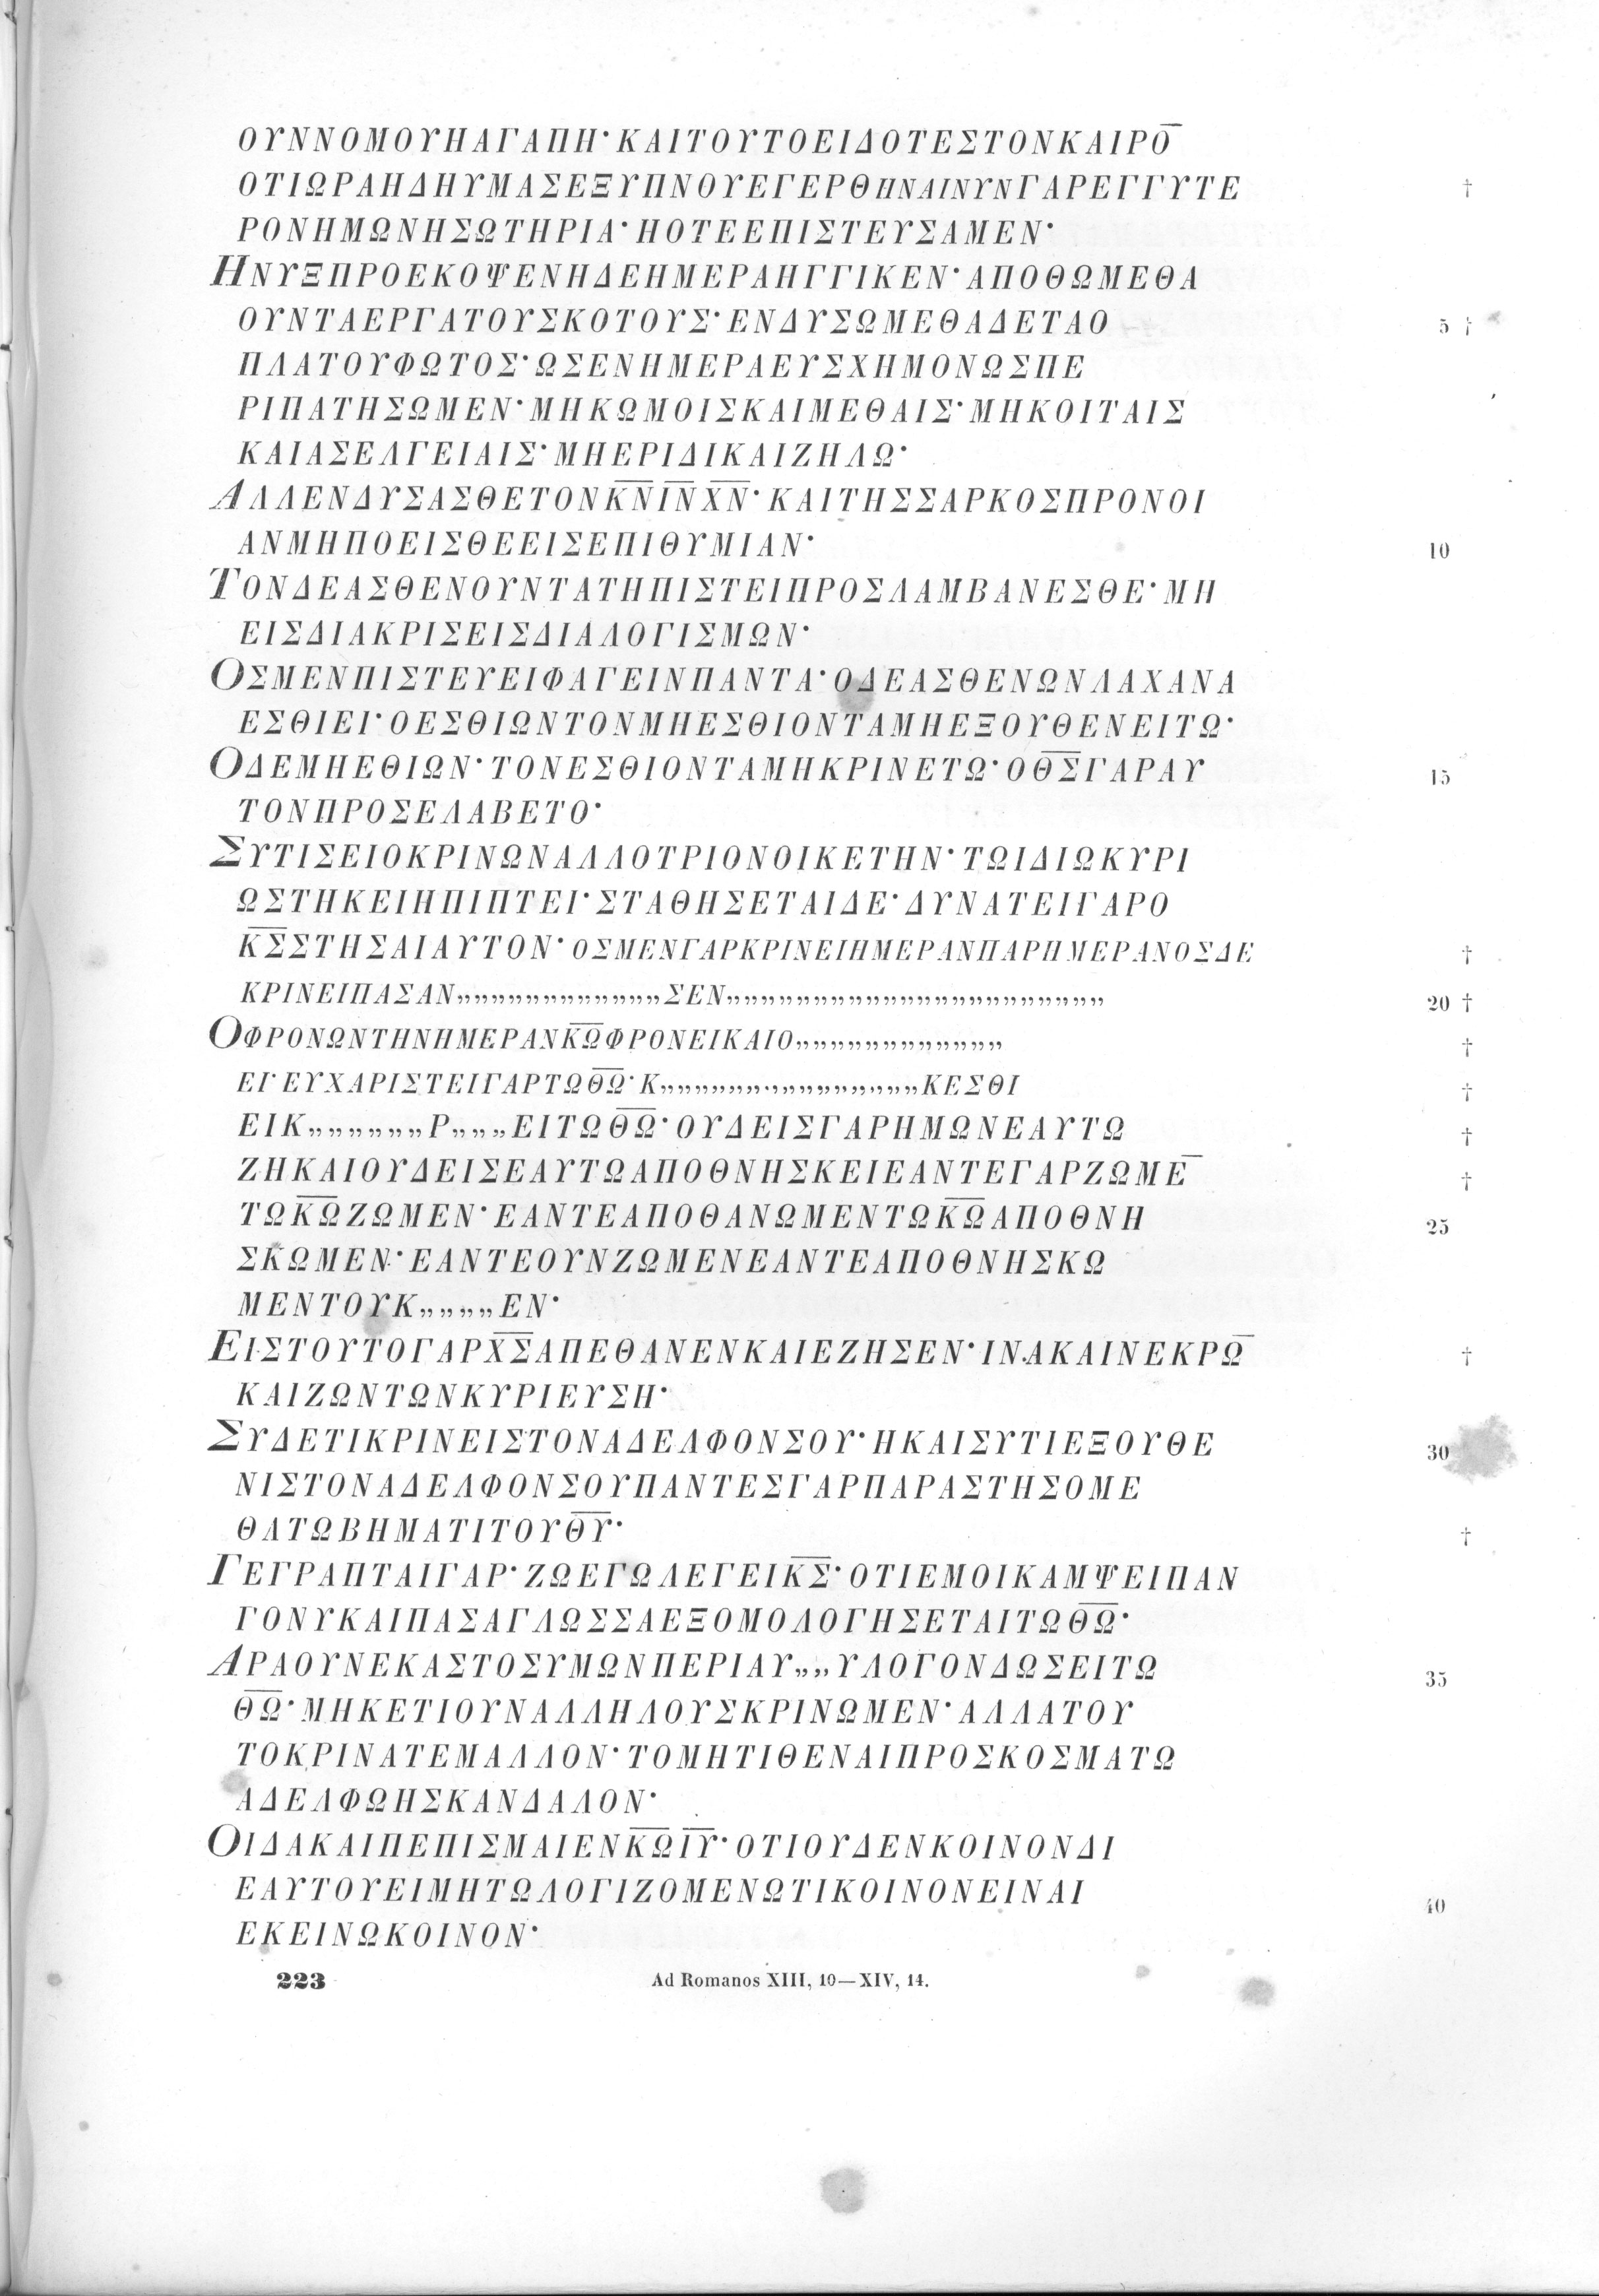 ΟΥΝΝΟΜΟΥΗΑΓΑΠΗ· ΚΑΙΤΟΥΤΟΕΙΔΟΤΕΣΤΟΝΚΑΙΡΟ̅
ΟΤΙΩΡΑΗΔΗΥΜΑΣΕΞΥΠΝΟΥΕΓΕΡΘΗΝΑΙΝΥΝΓΑΡΕΓΓΥΤΕ †
ΡΟΝΗΜΩΝΗΣΩΤΗΡΙΑ· ΗΟΤΕΕΠΙΣΤΕΥΣΑΜΕΝ·
ΗΝΥΞΠΡΟΕΚΟΨΕΝΗΔΕΗΜΕΡΑΗΓΓΙΚΕΝ· ΑΠΟΘΩΜΕΘΑ
ΟΥΝΤΑΕΡΓΑΤΟΥΣΚΟΤΟΥΣ· ΕΝΔΥΣΩΜΕΘΑΔΕΤΑΟ 5 †
ΠΛΑΤΟΥΦΩΤΟΣ· ΩΣΕΝΗΜΕΡΑΕΥΣΧΗΜΟΝΩΣΠΕ
ΡΙΠΑΤΗΣΩΜΕΝ· ΜΗΚΩΜΟΙΣΚΑΙΜΕΘΑΙΣ· ΜΗΚΟΙΤΑΙΣ
ΚΑΙΑΣΕΛΓΕΙΑΙΣ· ΜΗΕΡΙΔΙΚΑΙΖΗΛΩ·
ΑΛΛΕΝΔΥΣΑΣΘΕΤΟΝΚ̅Ν̅Ι̅Ν̅Χ̅Ν̅· ΚΑΙΤΗΣΣΑΡΚΟΣΠΡΟΝΟΙ
ΑΝΜΗΠΟΕΙΣΘΕΕΙΣΕΠΙΘΥΜΙΑΝ· 10
ΤΟΝΔΕΑΣΘΕΝΟΥΝΤΑΤΗΠΙΣΤΕΙΠΡΟΣΛΑΜΒΑΝΕΣΘΕ· ΜΗ
ΕΙΣΔΙΑΚΡΙΣΕΙΣΔΙΑΛΟΓΙΣΜΩΝ·
ΟΣΜΕΝΠΙΣΤΕΥΕΙΦΑΓΕΙΝΠΑΝΤΑ· ΟΔΕΑΣΘΕΝΩΝΛΑΧΑΝΑ
ΕΣΘΙΕΙ· ΟΕΣΘΙΩΝΤΟΝΜΗΕΣΘΙΟΝΤΑΜΗΕΞΟΥΘΕΝΕΙΤΩ·
ΟΔΕΜΗΕΘΙΩΝ· ΤΟΝΕΣΘΙΟΝΤΑΜΗΚΡΙΝΕΤΩ· ΟΘ̅Σ̅ΓΑΡΑΥ 15
ΤΟΝΠΡΟΣΕΛΑΒΕΤΟ·
ΣΥΤΙΣΕΙΟΚΡΙΝΩΝΑΛΛΟΤΡΙΟΝΟΙΚΕΤΗΝ· ΤΩΙΔΙΩΚΥΡΙ
ΩΣΤΗΚΕΙΗΠΙΠΤΕΙ· ΣΤΑΘΗΣΕΤΑΙΔΕ· ΔΥΝΑΤΕΙΓΑΡΟ
Κ̅Σ̅ΣΤΗΣΑΙΑΥΤΟΝ· ΟΣΜΕΝΓΑΡΚΡΙΝΕΙΗΜΕΡΑΝΠΑΡΗΜΕΡΑΝΟΣΔΕ †
ΚΡΙΝΕΙΠΑΣΑΝ„„„„„„„„„„„„ΣΕΝ„„„„„„„„„„„„„„„„„„„„„„ 20 †
ΟΦΡΟΝΩΝΤΗΝΗΜΕΡΑΝΚ̅Ω̅ΦΡΟΝΕΙΚΑΙΟ„„„„„„„„„„„„ †
ΕΙ· ΕΥΧΑΡΙΣΤΕΙΓΑΡΤΩΘ̅Ω̅· Κ„„„„„„„„„„„„„„„ΚΕΣΘΙ †
ΕΙΚ„„„„„„Ρ„„„ΕΙΤΩΘ̅Ω̅· ΟΥΔΕΙΣΓΑΡΗΜΩΝΕΑΥΤΩ †
ΖΗΚΑΙΟΥΔΕΙΣΕΑΥΤΩΑΠΟΘΝΗΣΚΕΙΕΑΝΤΕΓΑΡΖΩΜΕ̅ †
ΤΩΚ̅Ω̅ΖΩΜΕΝ· ΕΑΝΤΕΑΠΟΘΑΝΩΜΕΝΤΩΚ̅Ω̅ΑΠΟΘΝΗ 25
ΣΚΩΜΕΝ· ΕΑΝΤΕΟΥΝΖΩΜΕΝΕΑΝΤΕΑΠΟΘΝΗΣΚΩ
ΜΕΝΤΟΥΚ„„„„ΕΝ·
ΕΙΣΤΟΥΤΟΓΑΡΧ̅Σ̅ΑΠΕΘΑΝΕΝΚΑΙΕΖΗΣΕΝ· ΙΝΑΚΑΙΝΕΚΡΩ̅ †
ΚΑΙΖΩΝΤΩΝΚΥΡΙΕΥΣΗ·
ΣΥΔΕΤΙΚΡΙΝΕΙΣΤΟΝΑΔΕΛΦΟΝΣΟΥ· ΗΚΑΙΣΥΤΙΕΞΟΥΘΕ 30
ΝΙΣΤΟΝΑΔΕΛΦΟΝΣΟΥΠΑΝΤΕΣΓΑΡΠΑΡΑΣΤΗΣΟΜΕ
ΘΑΤΩΒΗΜΑΤΙΤΟΥΘ̅Υ̅· †
ΓΕΓΡΑΠΤΑΙΓΑΡ· ΖΩΕΓΩΛΕΓΕΙΚ̅Σ̅· ΟΤΙΕΜΟΙΚΑΜΨΕΙΠΑΝ
ΓΟΝΥΚΑΙΠΑΣΑΓΛΩΣΣΑΕΞΟΜΟΛΟΓΗΣΕΤΑΙΤΩΘ̅Ω̅·
ΑΡΑΟΥΝΕΚΑΣΤΟΣΥΜΩΝΠΕΡΙΑΥ„„ΥΛΟΓΟΝΔΩΣΕΙΤΩ 35
Θ̅Ω̅· ΜΗΚΕΤΙΟΥΝΑΛΛΗΛΟΥΣΚΡΙΝΩΜΕΝ· ΑΛΛΑΤΟΥ
ΤΟΚΡΙΝΑΤΕΜΑΛΛΟΝ· ΤΟΜΗΤΙΘΕΝΑΙΠΡΟΣΚΟΣΜΑΤΩ
ΑΔΕΛΦΩΗΣΚΑΝΔΑΛΟΝ·
ΟΙΔΑΚΑΙΠΕΠΙΣΜΑΙΕΝΚ̅Ω̅Ι̅Υ̅· ΟΤΙΟΥΔΕΝΚΟΙΝΟΝΔΙ
ΕΑΥΤΟΥΕΙΜΗΤΩΛΟΓΙΖΟΜΕΝΩΤΙΚΟΙΝΟΝΕΙΝΑΙ 40
ΕΚΕΙΝΩΚΟΙΝΟΝ·
223 Ad Romanos XIII, 10—XIV, 14.